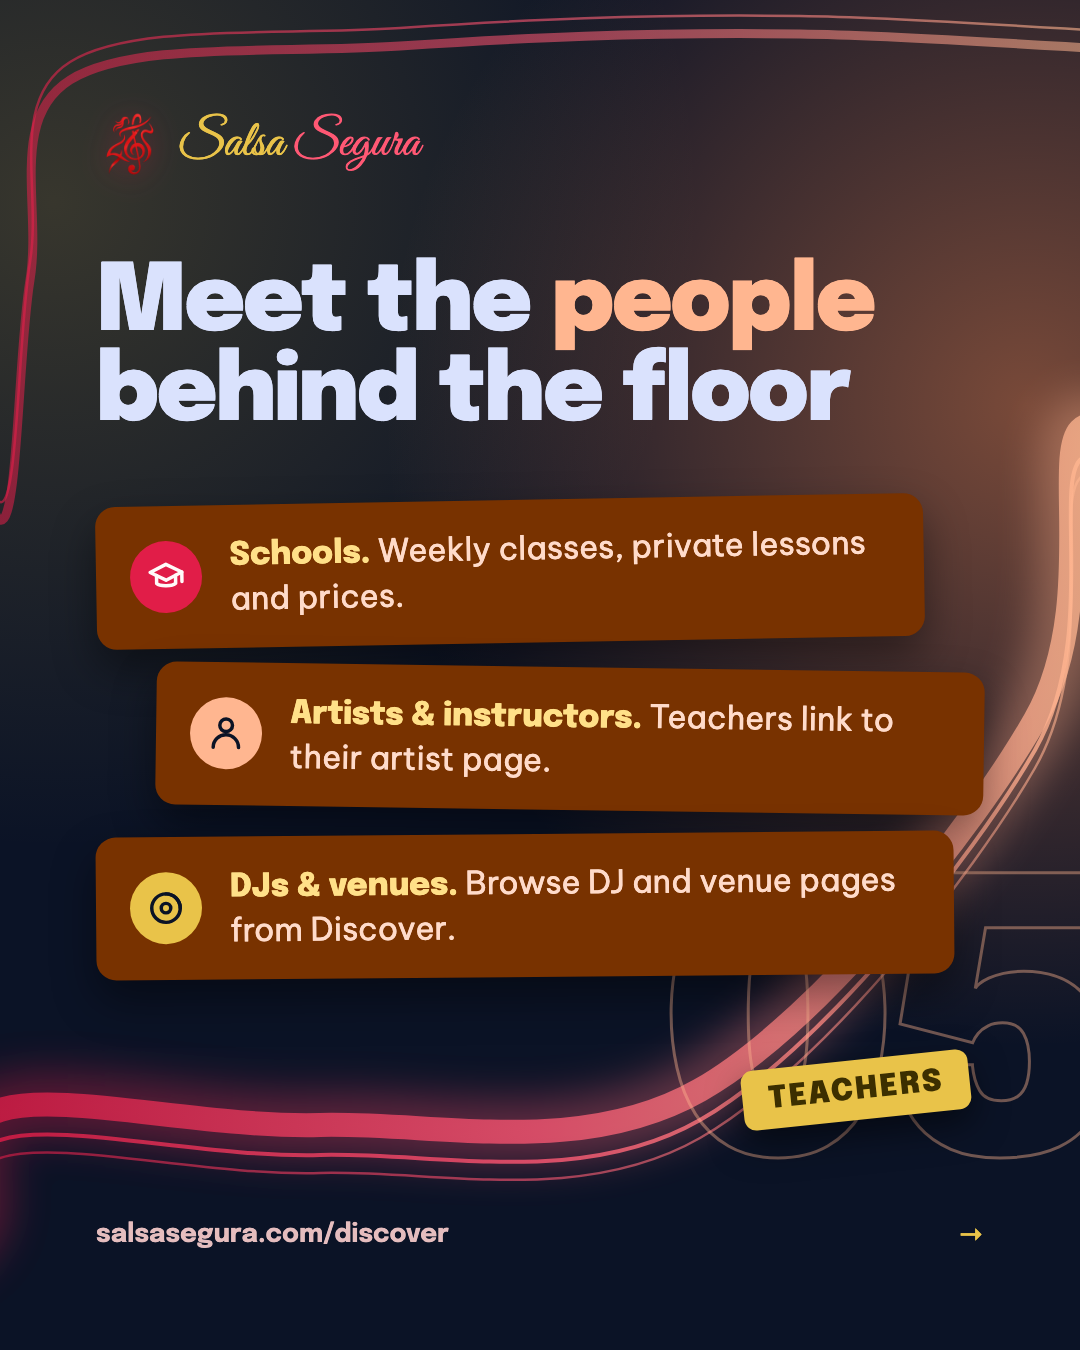 Salsa Segura
Meet the people
behind the floor
Schools. Weekly classes, private lessons
and prices.
Artists & instructors. Teachers link to
their artist page.
DJs & venues. Browse DJ and venue pages
from Discover.
05
TEACHERS
salsasegura.com/discover →